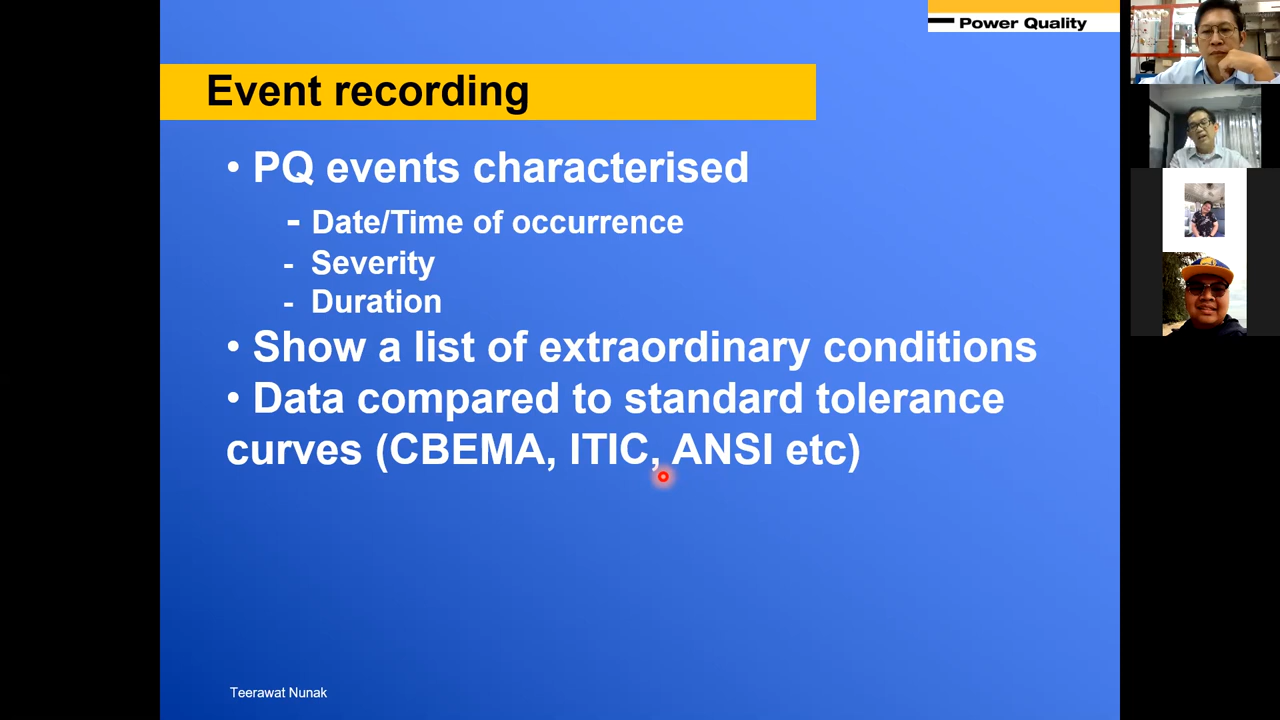 Power Quality
Event recording
• PQ events characterised
- Date/Time of occurrence
- Severity
- Duration
• Show a list of extraordinary conditions
• Data compared to standard tolerance
curves (CBEMA, ITIC, ANSI etc)
Teerawat Nunak